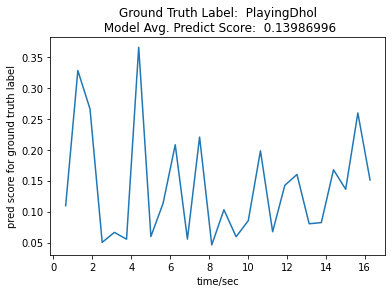 Ground Truth Label:  PlayingDhol
Model Avg. Predict Score:  0.13986996
pred score for ground truth label
0.35
0.30
0.25
0.20
0.15
0.10
0.05
0 2 4 6 8 10 12 14 16
time/sec